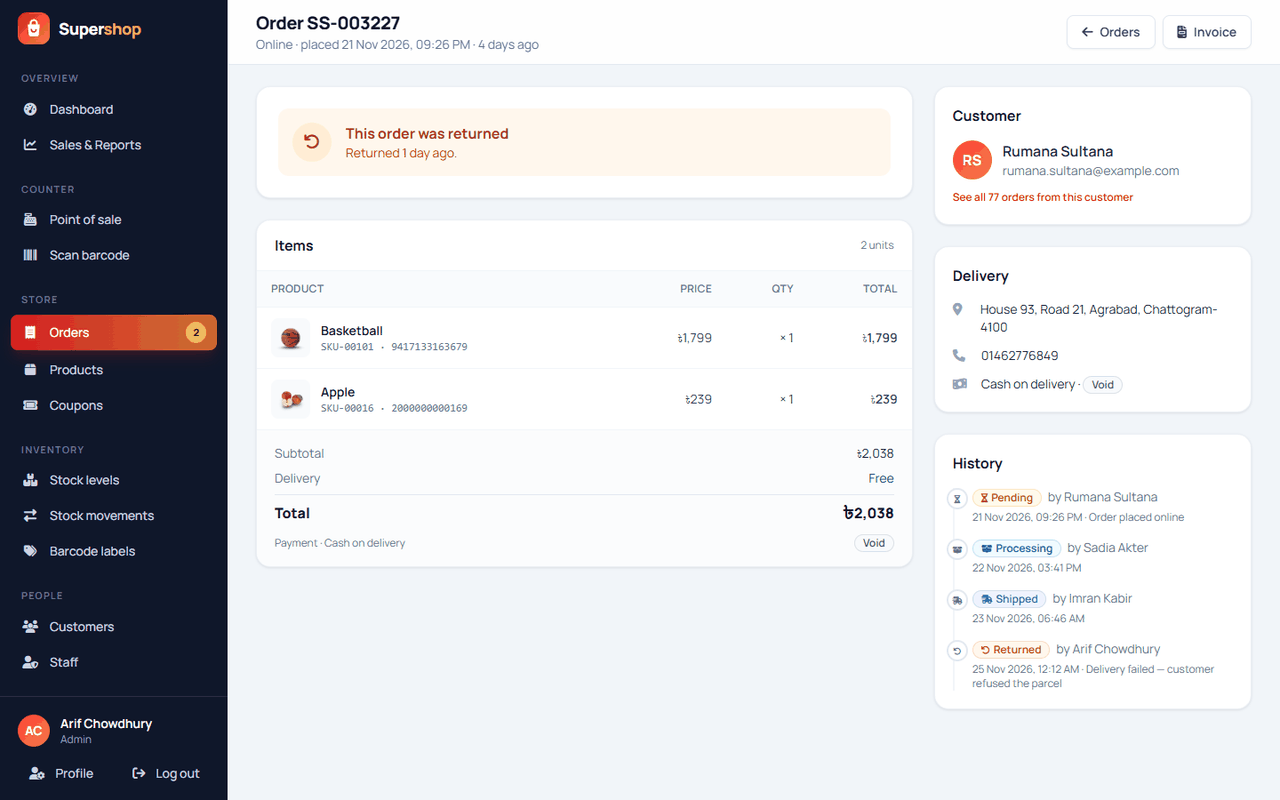 Supershop
OVERVIEW
Dashboard
Sales & Reports
COUNTER
Point of sale
Scan barcode
STORE
Orders 2
Products
Coupons
INVENTORY
Stock levels
Stock movements
Barcode labels
PEOPLE
Customers
Staff
AC Arif Chowdhury
Admin
Profile Log out
Order SS-003227
Online · placed 21 Nov 2026, 09:26 PM · 4 days ago
Orders Invoice
This order was returned
Returned 1 day ago.
Items 2 units
PRODUCT PRICE QTY TOTAL
Basketball ৳1,799 × 1 ৳1,799
SKU-00101 • 9417133163679
Apple ৳239 × 1 ৳239
SKU-00016 • 2000000000169
Subtotal ৳2,038
Delivery Free
Total ৳2,038
Payment · Cash on delivery Void
Customer
RS Rumana Sultana
rumana.sultana@example.com
See all 77 orders from this customer
Delivery
House 93, Road 21, Agrabad, Chattogram-
4100
01462776849
Cash on delivery · Void
History
Pending by Rumana Sultana
21 Nov 2026, 09:26 PM · Order placed online
Processing by Sadia Akter
22 Nov 2026, 03:41 PM
Shipped by Imran Kabir
23 Nov 2026, 06:46 AM
Returned by Arif Chowdhury
25 Nov 2026, 12:12 AM · Delivery failed — customer
refused the parcel